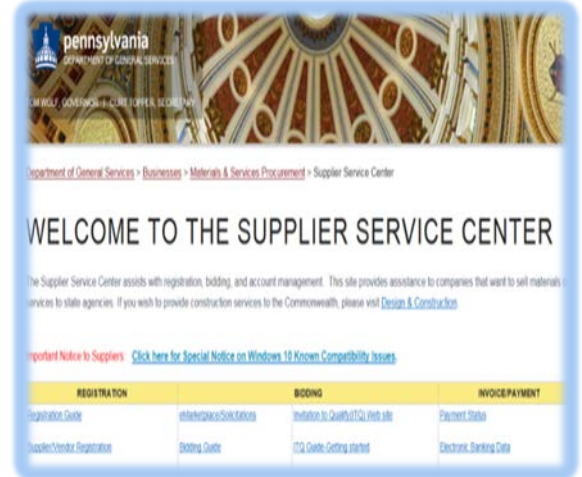 pennsylvania
DEPARTMENT OF GENERAL SERVICES
TOM WOLF, GOVERNOR | CURT TOPPER, SECRETARY
Department of General Services > Businesses > Materials & Services Procurement > Supplier Service Center
WELCOME TO THE SUPPLIER SERVICE CENTER
The Supplier Service Center assists with registration, bidding, and account management. This site provides assistance to companies that want to sell materials
services to state agencies. If you wish to provide construction services to the Commonwealth, please visit Design & Construction.
Important Notice to Suppliers: Click here for Special Notice on Windows 10 Known Compatibility Issues.
REGISTRATION BIDDING INVOICE/PAYMENT
Registration Guide eMarketplace/Solicitations Invitation to Qualify(ITQ) Web site Payment Status
Supplier/Vendor Registration Bidding Guide ITQ Guide-Getting started Electronic Banking Data